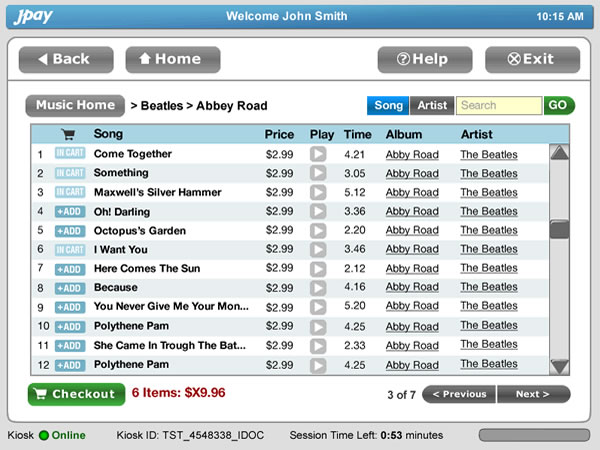 jpay Welcome John Smith 10:15 AM
Back Home Help Exit
Music Home > Beatles > Abbey Road Song Artist Search GO
Song Price Play Time Album Artist
1 IN CART Come Together $2.99 4.21 Abby Road The Beatles
2 IN CART Something $2.99 3.05 Abby Road The Beatles
3 IN CART Maxwell's Silver Hammer $2.99 5.12 Abby Road The Beatles
4 +ADD Oh! Darling $2.99 3.36 Abby Road The Beatles
5 +ADD Octopus's Garden $2.99 2.20 Abby Road The Beatles
6 IN CART I Want You $2.99 3.46 Abby Road The Beatles
7 +ADD Here Comes The Sun $2.99 2.12 Abby Road The Beatles
8 +ADD Because $2.99 4.16 Abby Road The Beatles
9 +ADD You Never Give Me Your Mon... $2.99 5.20 Abby Road The Beatles
10 +ADD Polythene Pam $2.99 4.25 Abby Road The Beatles
11 +ADD She Came In Trough The Bat... $2.99 2.33 Abby Road The Beatles
12 +ADD Polythene Pam $2.99 4.25 Abby Road The Beatles
Checkout 6 Items: $X9.96 3 of 7 < Previous Next >
Kiosk Online Kiosk ID: TST_4548338_IDOC Session Time Left: 0:53 minutes